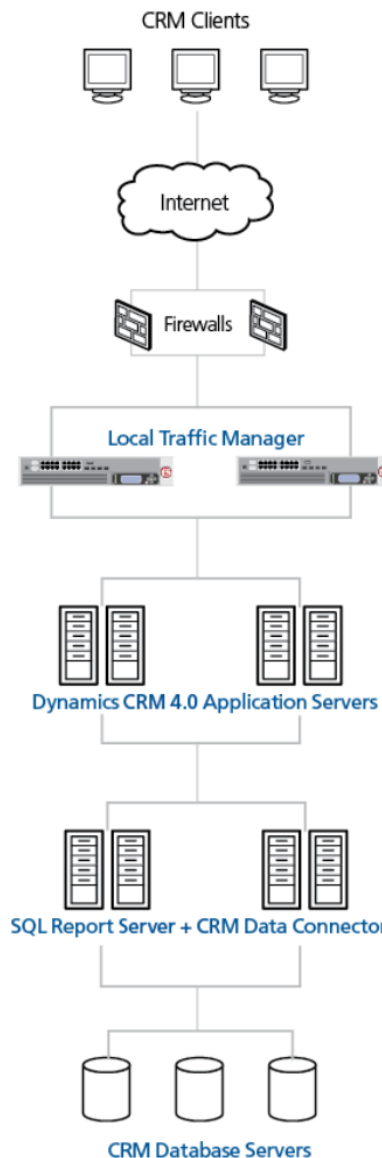 CRM Clients
Internet
Firewalls
Local Traffic Manager
Dynamics CRM 4.0 Application Servers
SQL Report Server + CRM Data Connector
CRM Database Servers